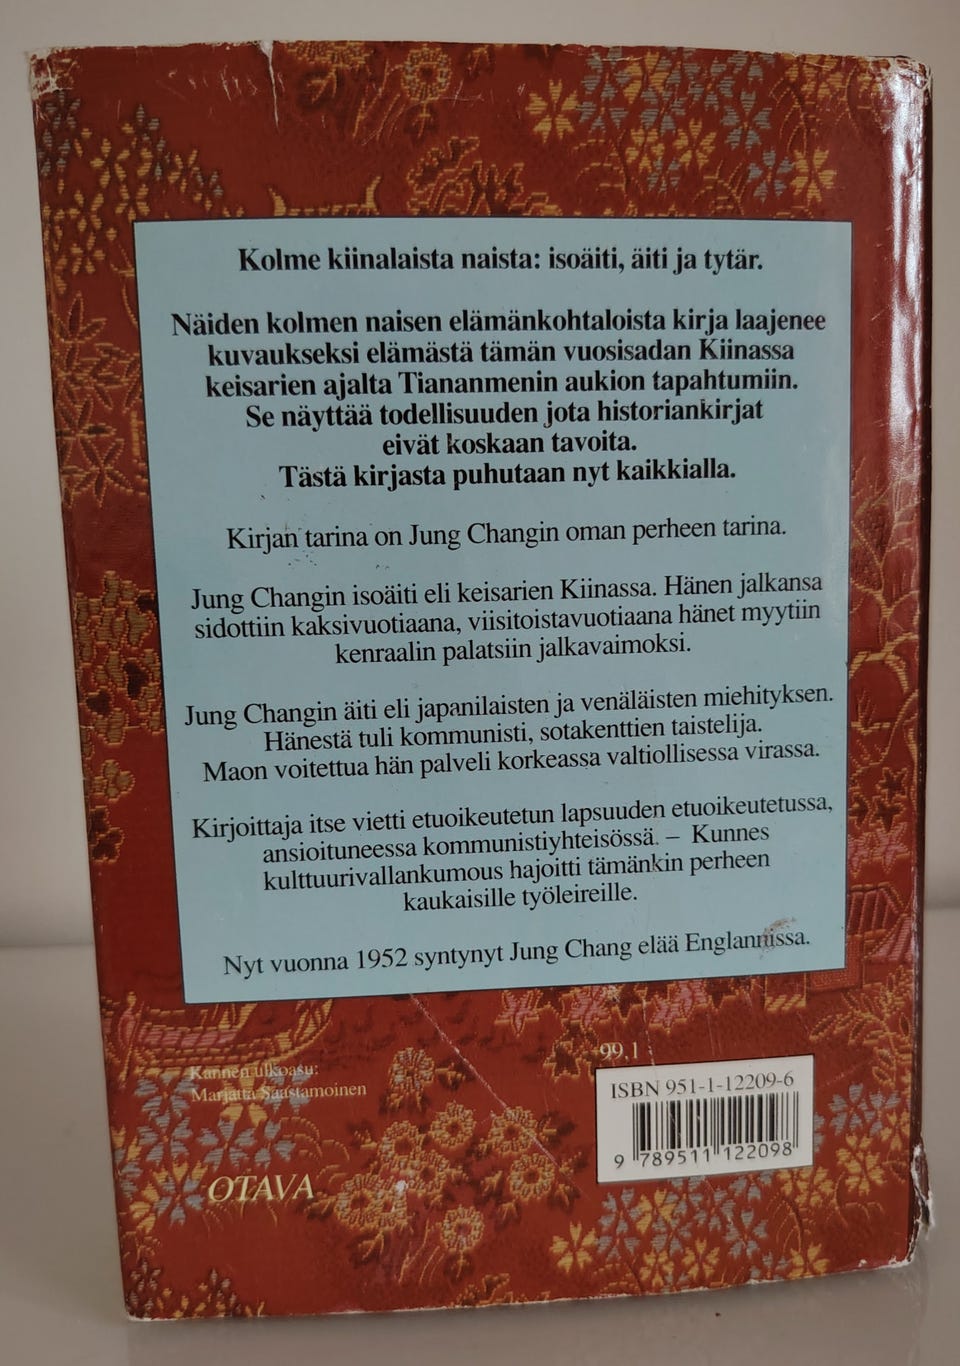 Kolme kiinalaista naista: isoäiti, äiti ja tytär.
Näiden kolmen naisen elämänkohtaloista kirja laajenee
kuvaukseksi elämästä tämän vuosisadan Kiinassa
keisarien ajalta Tiananmenin aukion tapahtumiin.
Se näyttää todellisuuden jota historiankirjat
eivät koskaan tavoita.
Tästä kirjasta puhutaan nyt kaikkialla.
Kirjan tarina on Jung Changin oman perheen tarina.
Jung Changin isoäiti eli keisarien Kiinassa. Hänen jalkansa
sidottiin kaksivuotiaana, viisitoistavuotiaana hänet myytiin
kenraalin palatsiin jalkavaimoksi.
Jung Changin äiti eli japanilaisten ja venäläisten miehityksen.
Hänestä tuli kommunisti, sotakenttien taistelija.
Maon voitettua hän palveli korkeassa valtiollisessa virassa.
Kirjoittaja itse vietti etuoikeutetun lapsuuden etuoikeutetussa,
ansioituneessa kommunistiyhteisössä. – Kunnes
kulttuurivallankumous hajoitti tämänkin perheen
kaukaisille työleireille.
Nyt vuonna 1952 syntynyt Jung Chang elää Englannissa.
99.1
Kannen ulkoasu:
Marjatta Saastamoinen
ISBN 951-1-12209-6
9 789511 122098
OTAVA